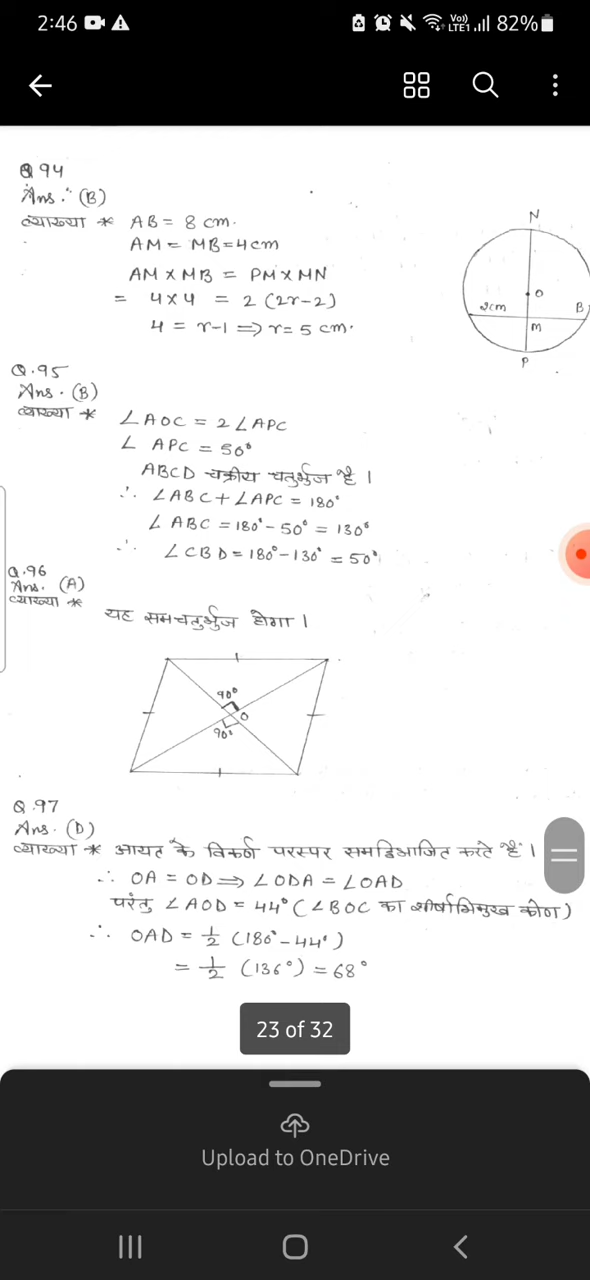 2:46
Vo))
LTE1
82%
Q 94
Ans. ∴ (B)
व्याख्या * AB = 8 cm.
AM = MB = 4cm
AM × MB = PM × MN
= 4 × 4 = 2 (2r-2)
4 = r-1 ⇒ r = 5 cm.
N
O
2cm
B
M
P
Q.95
Ans. (B)
व्याख्या *
∠AOC = 2 ∠APC
∠ APC = 50°
ABCD चक्रीय चतुर्भुज है।
∴ ∠ABC + ∠APC = 180°
∠ ABC = 180° - 50° = 130°
∴ ∠CBD = 180° - 130° = 50°
Q.96
Ans. (A)
व्याख्या *
यह समचतुर्भुज होगा।
90°
O
90°
Q.97
Ans. (D)
व्याख्या * आयत के विकर्ण परस्पर समद्विभाजित करते है।
∴ OA = OD ⇒ ∠ODA = ∠OAD
परंतु ∠AOD = 44° (∠BOC का शीर्षाभिमुख कोण)
∴ OAD = 1/2 (180° - 44°)
= 1/2 (136°) = 68°
23 of 32
Upload to OneDrive